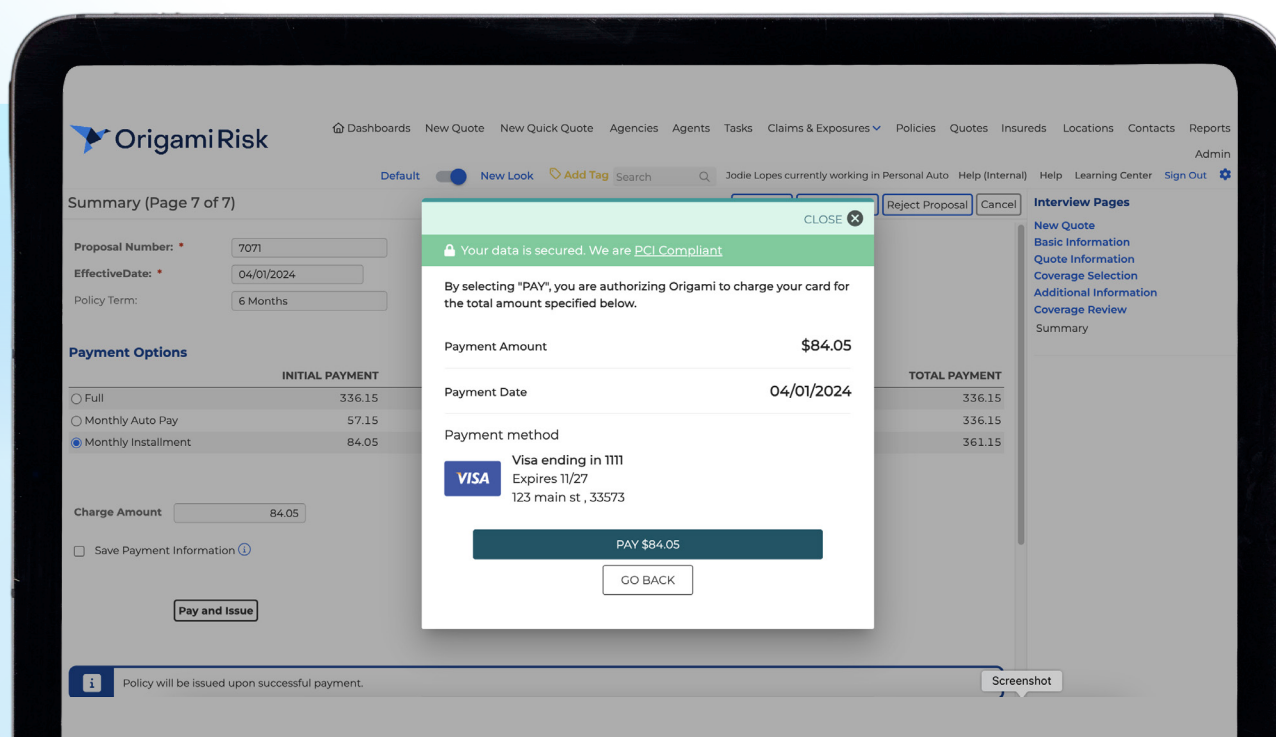 Origami Risk
Dashboards New Quote New Quick Quote Agencies Agents Tasks Claims & Exposures Policies Quotes Insureds Locations Contacts Reports
Admin
Default New Look Add Tag Search Jodie Lopes currently working in Personal Auto Help (Internal) Help Learning Center Sign Out
Summary (Page 7 of 7)
Reject Proposal Cancel
Proposal Number: * 7071
EffectiveDate: * 04/01/2024
Policy Term: 6 Months
Payment Options
INITIAL PAYMENT TOTAL PAYMENT
Full 336.15 336.15
Monthly Auto Pay 57.15 336.15
Monthly Installment 84.05 361.15
Charge Amount 84.05
Save Payment Information
Pay and Issue
i Policy will be issued upon successful payment.
CLOSE
Your data is secured. We are PCI Compliant
By selecting "PAY", you are authorizing Origami to charge your card for
the total amount specified below.
Payment Amount $84.05
Payment Date 04/01/2024
Payment method
VISA
Visa ending in 1111
Expires 11/27
123 main st , 33573
PAY $84.05
GO BACK
Interview Pages
New Quote
Basic Information
Quote Information
Coverage Selection
Additional Information
Coverage Review
Summary
Screenshot